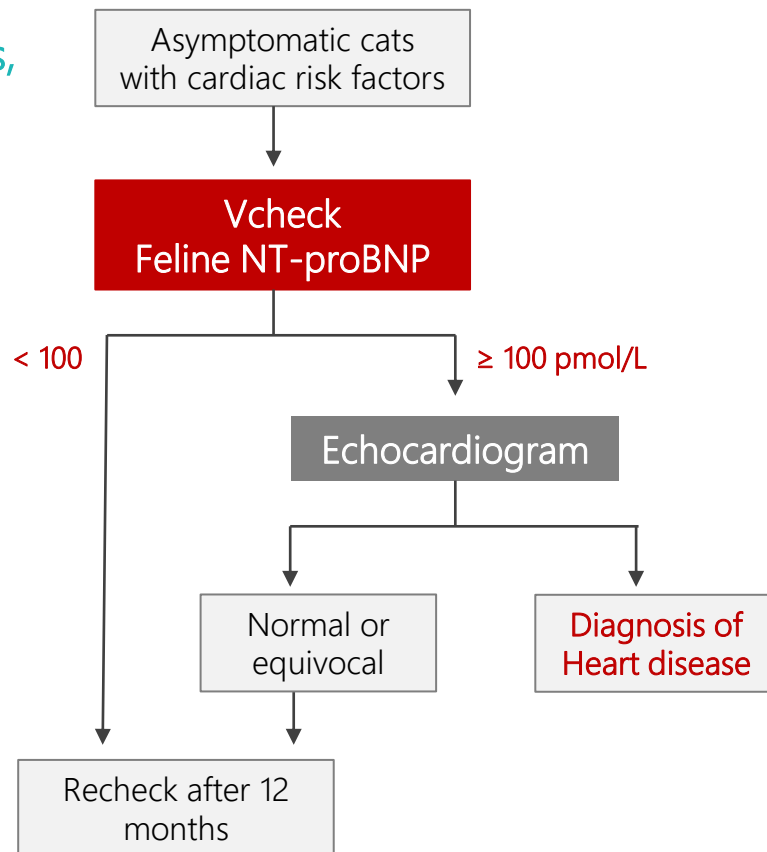 s,
Asymptomatic cats
with cardiac risk factors
Vcheck
Feline NT-proBNP
< 100
≥ 100 pmol/L
Echocardiogram
Normal or
equivocal
Diagnosis of
Heart disease
Recheck after 12
months